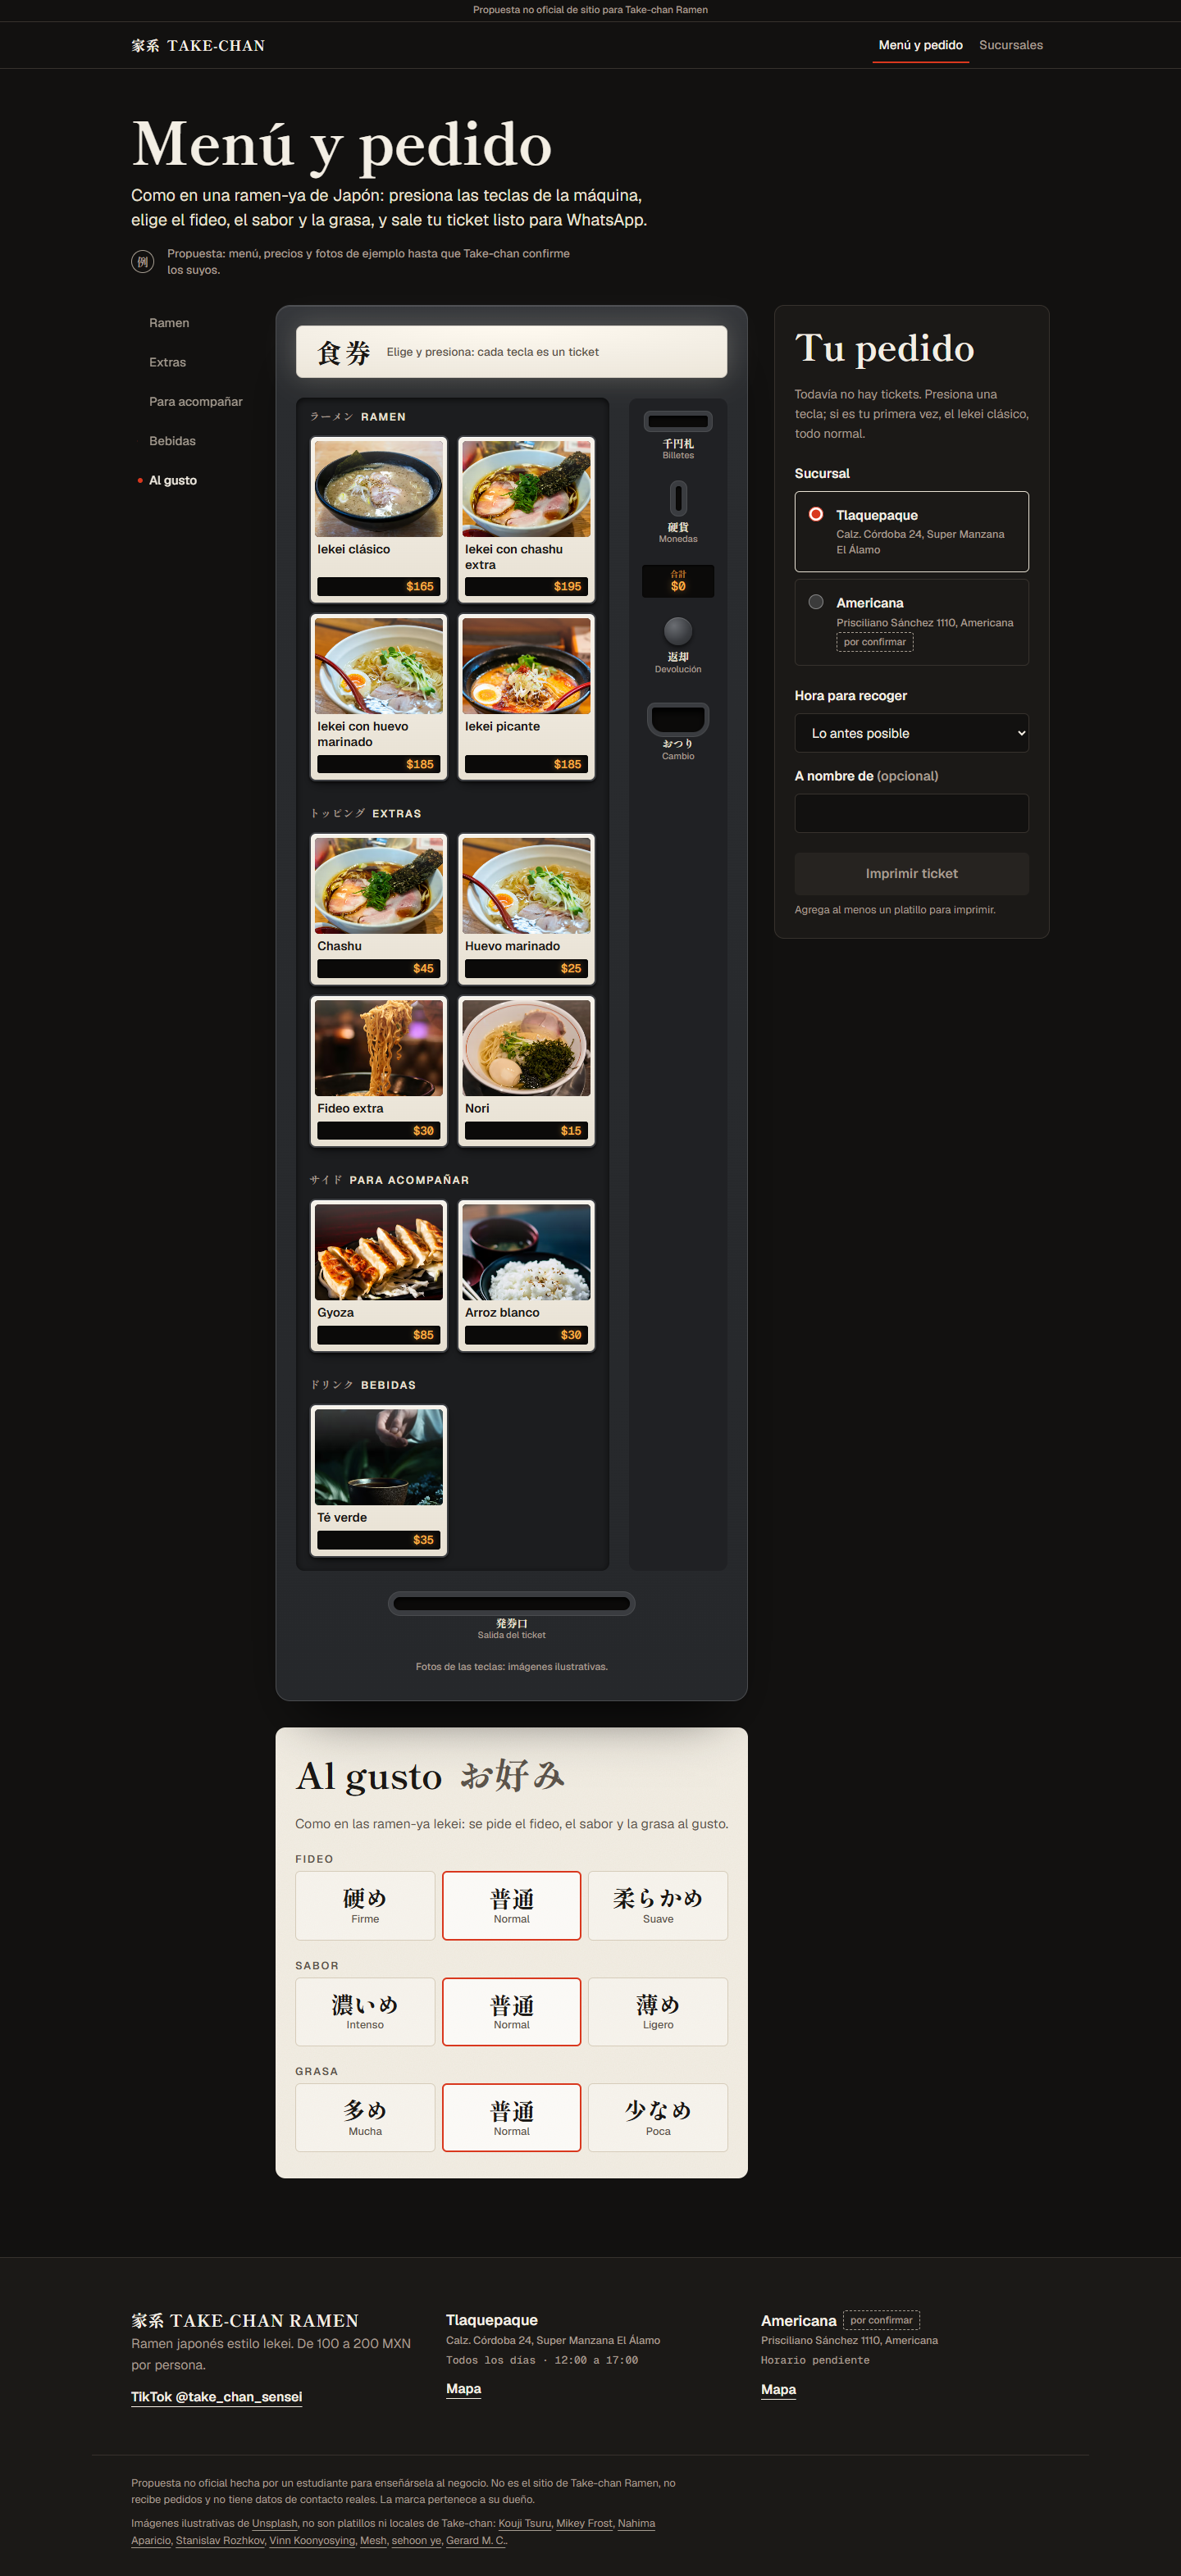 Propuesta no oficial de sitio para Take-chan Ramen
家系 TAKE-CHAN
Menú y pedido
Sucursales
Menú y pedido
Como en una ramen-ya de Japón: presiona las teclas de la máquina,
elige el fideo, el sabor y la grasa, y sale tu ticket listo para WhatsApp.
例
Propuesta: menú, precios y fotos de ejemplo hasta que Take-chan confirme
los suyos.
Ramen
Extras
Para acompañar
Bebidas
Al gusto
食券
Elige y presiona: cada tecla es un ticket
ラーメン RAMEN
Iekei clásico
$165
Iekei con chashu
extra
$195
Iekei con huevo
marinado
$185
Iekei picante
$185
トッピング EXTRAS
Chashu
$45
Huevo marinado
$25
Fideo extra
$30
Nori
$15
サイド PARA ACOMPAÑAR
Gyoza
$85
Arroz blanco
$30
ドリンク BEBIDAS
Té verde
$35
千円札
Billetes
硬貨
Monedas
合計
$0
返却
Devolución
おつり
Cambio
発券口
Salida del ticket
Fotos de las teclas: imágenes ilustrativas.
Tu pedido
Todavía no hay tickets. Presiona una
tecla; si es tu primera vez, el Iekei clásico,
todo normal.
Sucursal
Tlaquepaque
Calz. Córdoba 24, Super Manzana
El Álamo
Americana
Prisciliano Sánchez 1110, Americana
por confirmar
Hora para recoger
Lo antes posible
A nombre de (opcional)
Imprimir ticket
Agrega al menos un platillo para imprimir.
Al gusto お好み
Como en las ramen-ya Iekei: se pide el fideo, el sabor y la grasa al gusto.
FIDEO
硬め
Firme
普通
Normal
柔らかめ
Suave
SABOR
濃いめ
Intenso
普通
Normal
薄め
Ligero
GRASA
多め
Mucha
普通
Normal
少なめ
Poca
家系 TAKE-CHAN RAMEN
Ramen japonés estilo Iekei. De 100 a 200 MXN
por persona.
TikTok @take_chan_sensei
Tlaquepaque
Calz. Córdoba 24, Super Manzana El Álamo
Todos los días · 12:00 a 17:00
Mapa
Americana por confirmar
Prisciliano Sánchez 1110, Americana
Horario pendiente
Mapa
Propuesta no oficial hecha por un estudiante para enseñársela al negocio. No es el sitio de Take-chan Ramen, no
recibe pedidos y no tiene datos de contacto reales. La marca pertenece a su dueño.
Imágenes ilustrativas de Unsplash, no son platillos ni locales de Take-chan: Kouji Tsuru, Mikey Frost, Nahima
Aparicio, Stanislav Rozhkov, Vinn Koonyosying, Mesh, sehoon ye, Gerard M. C..